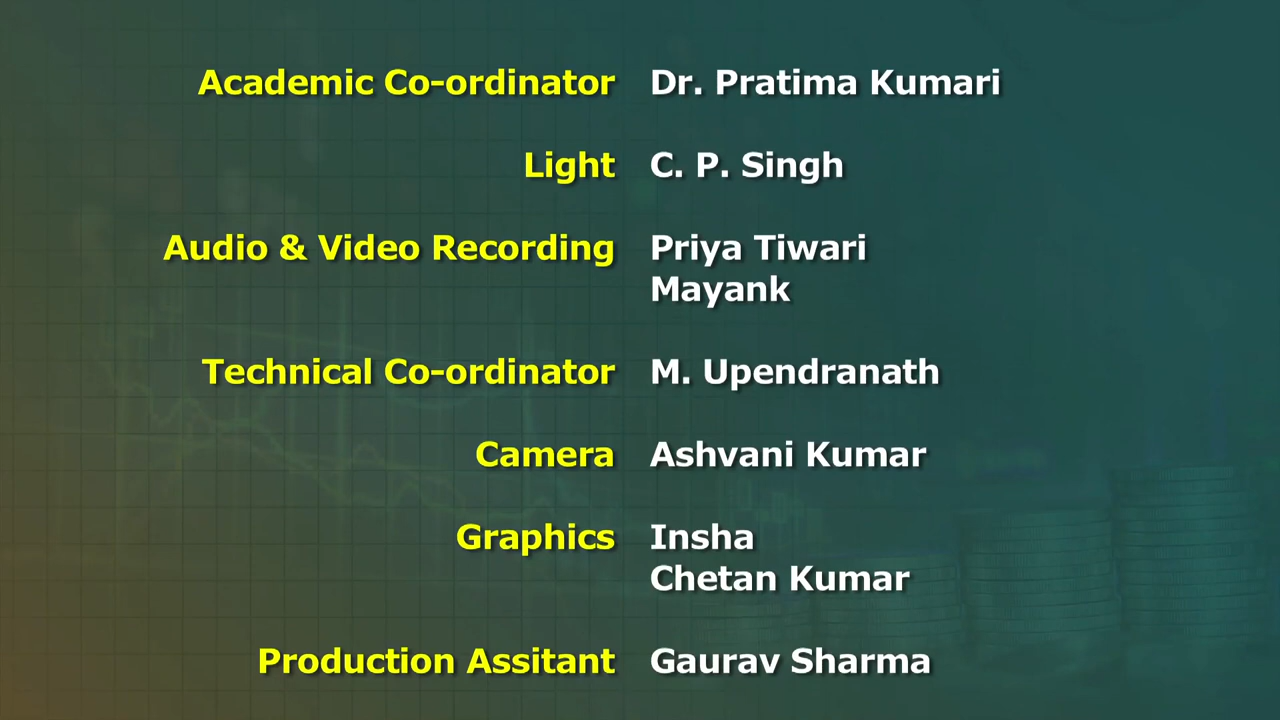 Academic Co-ordinator Dr. Pratima Kumari
Light C. P. Singh
Audio & Video Recording Priya Tiwari
Mayank
Technical Co-ordinator M. Upendranath
Camera Ashvani Kumar
Graphics Insha
Chetan Kumar
Production Assitant Gaurav Sharma